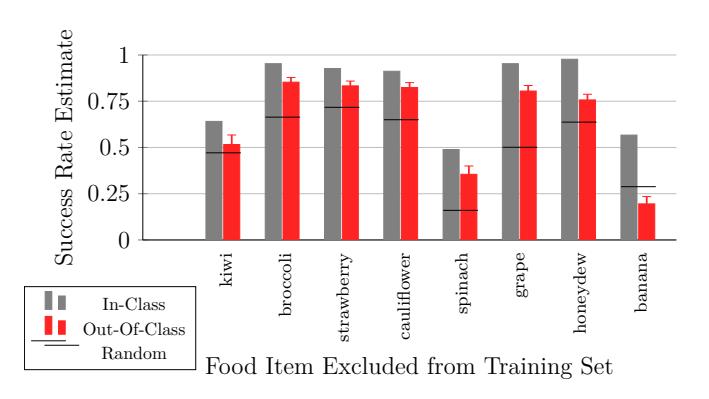 Success Rate Estimate
1
0.75
0.5
0.25
0
kiwi
broccoli
strawberry
cauliflower
spinach
grape
honeydew
banana
In-Class
Out-Of-Class
Random
Food Item Excluded from Training Set